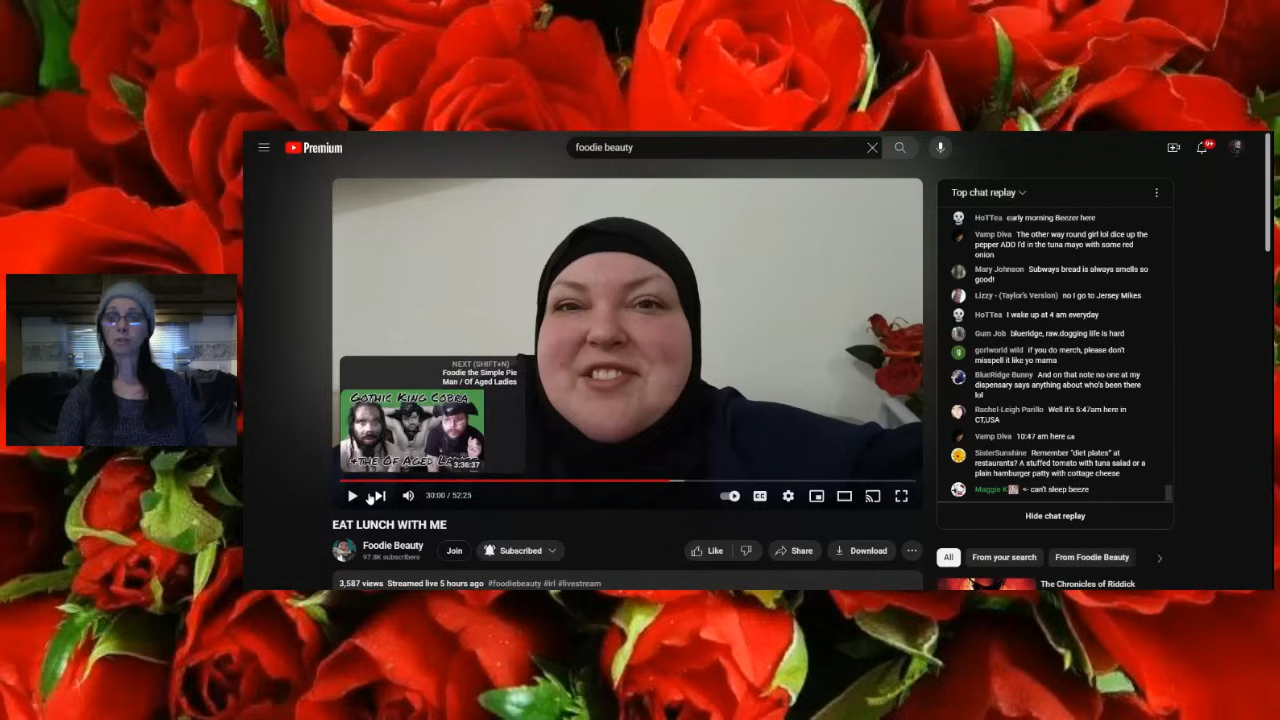 Premium
foodie beauty
9+
Top chat replay
HoTTea early morning Beezer here
Vamp Diva The other way round girl lol dice up the
pepper ADD I'd in the tuna mayo with some red
onion
Mary Johnson Subways bread is always smells so
good!
Lizzy - (Taylor's Version) no I go to Jersey Mikes
HoTTea I wake up at 4 am everyday
Gum Job blueridge, raw.dogging life is hard
gorlworld wild if you do merch, please don't
misspell it like yo mama
BlueRidge Bunny And on that note no one at my
dispensary says anything about who's been there
lol
Rachel-Leigh Parillo Well it's 5:47am here in
CT,USA
Vamp Diva 10:47 am here GB
SisterSunshine Remember "diet plates" at
restaurants? A stuffed tomato with tuna salad or a
plain hamburger patty with cottage cheese
Maggie K <- can't sleep beeze
Hide chat replay
NEXT (SHIFT+N)
Foodie the Simple Pie
Man / Of Aged Ladies
GOTHIC KING COBRA
+THE OF AGED LADIES
3:36:37
30:00 / 52:25
CC
EAT LUNCH WITH ME
Foodie Beauty
97.8K subscribers
Join
Subscribed
Like
Share
Download
3,587 views Streamed live 5 hours ago #foodiebeauty #irl #livestream
All
From your search
From Foodie Beauty
The Chronicles of Riddick